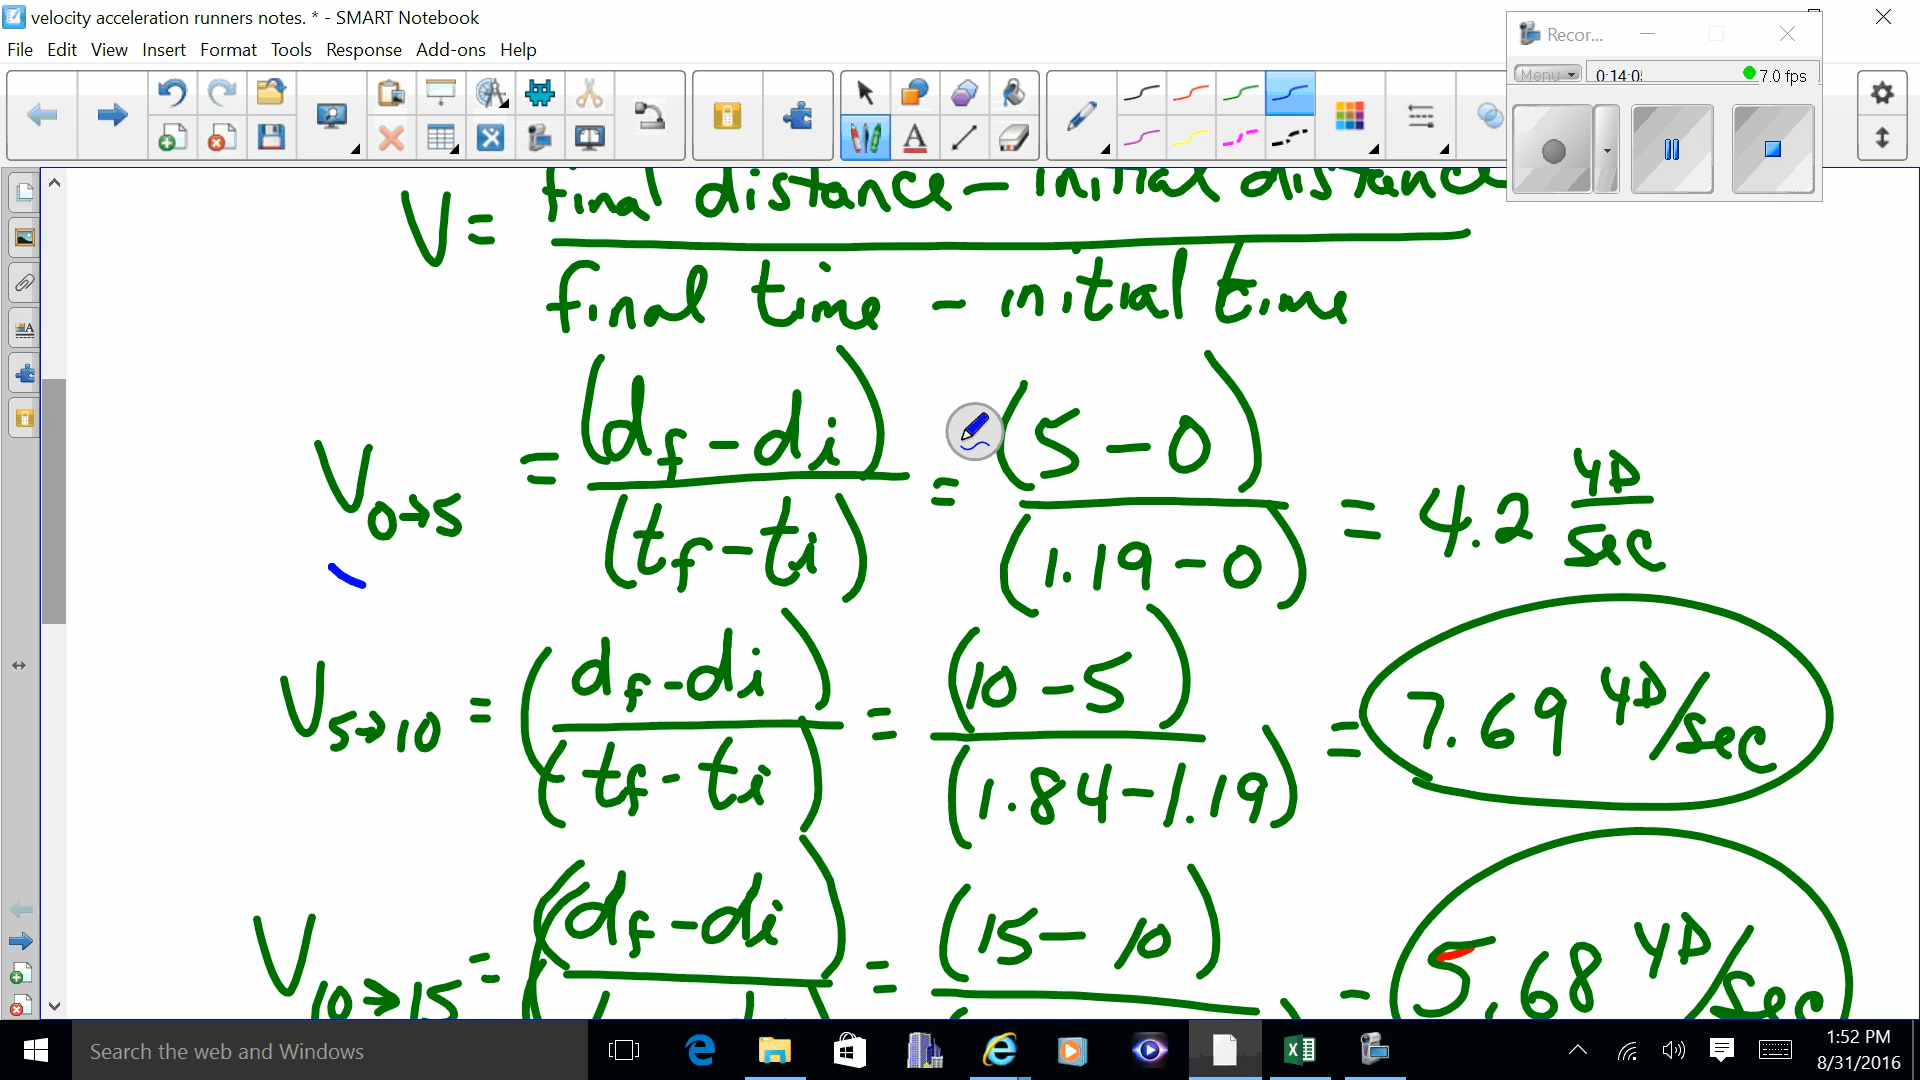 velocity acceleration runners notes. * - SMART Notebook
File Edit View Insert Format Tools Response Add-ons Help
Recor...
Menu 0:14:0 7.0 fps
V = final distance – initial distance
final time – initial time
V0→5 = (df – di) = (5 – 0) = 4.2 YD
(tf – ti) (1.19 – 0) sec
V5→10 = (df – di) = (10 – 5) = 7.69 YD/sec
(tf – ti) (1.84 – 1.19)
V10→15 = (df – di) = (15 – 10) = 5.68 YD/sec
Search the web and Windows
1:52 PM
8/31/2016